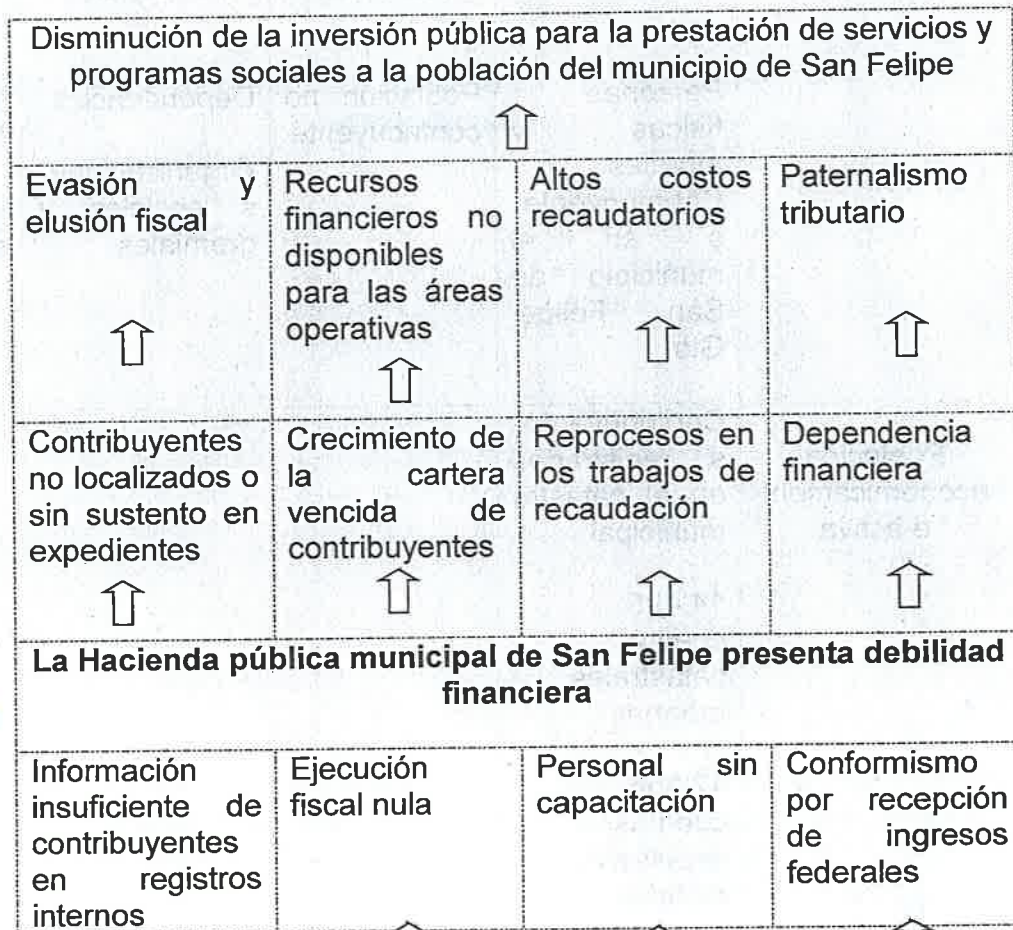 Disminución de la inversión pública para la prestación de servicios y
programas sociales a la población del municipio de San Felipe
Evasión y
elusión fiscal
Recursos
financieros no
disponibles
para las áreas
operativas
Altos costos
recaudatorios
Paternalismo
tributario
Contribuyentes
no localizados o
sin sustento en
expedientes
Crecimiento de
la cartera
vencida de
contribuyentes
Reprocesos en
los trabajos de
recaudación
Dependencia
financiera
La Hacienda pública municipal de San Felipe presenta debilidad
financiera
Información
insuficiente de
contribuyentes
en registros
internos
Ejecución
fiscal nula
Personal sin
capacitación
Conformismo
por recepción
de ingresos
federales